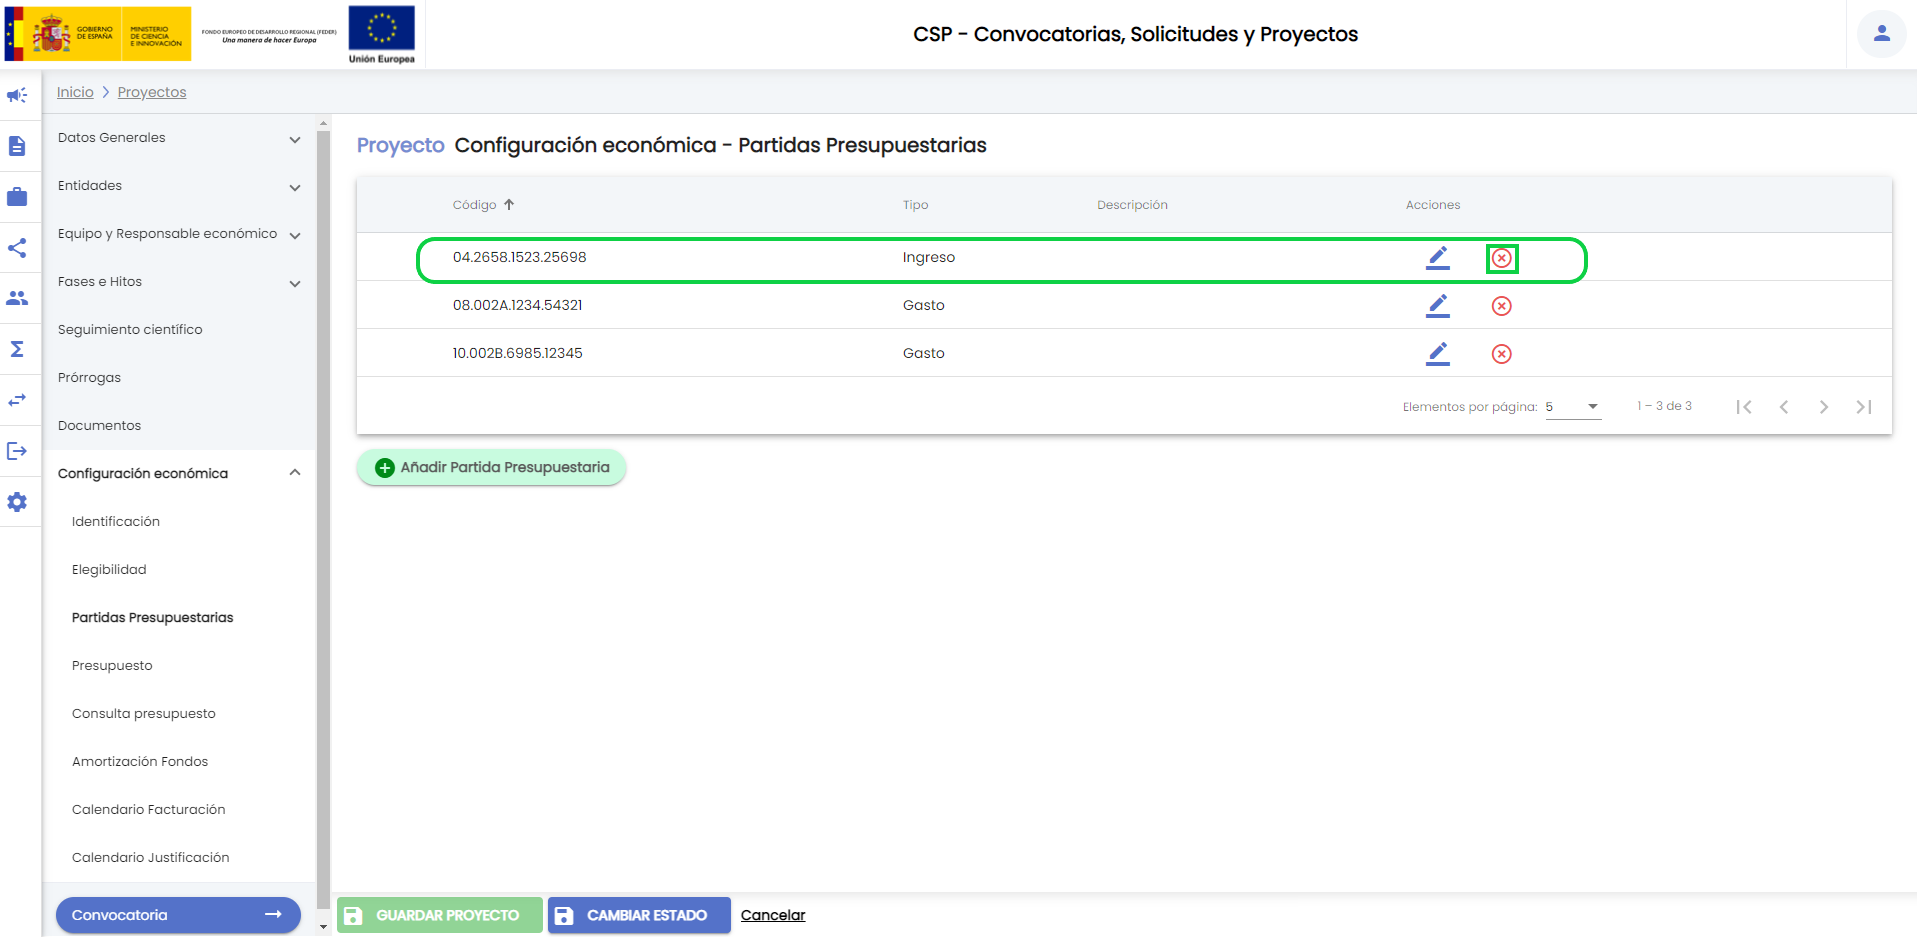 GOBIERNO
DE ESPAÑA
MINISTERIO
DE CIENCIA
E INNOVACIÓN
FONDO EUROPEO DE DESARROLLO REGIONAL (FEDER)
Una manera de hacer Europa
Unión Europea
CSP - Convocatorias, Solicitudes y Proyectos
Inicio > Proyectos
Datos Generales
Entidades
Equipo y Responsable económico
Fases e Hitos
Seguimiento científico
Prórrogas
Documentos
Configuración económica
Identificación
Elegibilidad
Partidas Presupuestarias
Presupuesto
Consulta presupuesto
Amortización Fondos
Calendario Facturación
Calendario Justificación
Convocatoria
Proyecto Configuración económica - Partidas Presupuestarias
Código Tipo Descripción Acciones
04.2658.1523.25698 Ingreso
08.002A.1234.54321 Gasto
10.002B.6985.12345 Gasto
Elementos por página: 5 1 – 3 de 3
Añadir Partida Presupuestaria
GUARDAR PROYECTO CAMBIAR ESTADO Cancelar